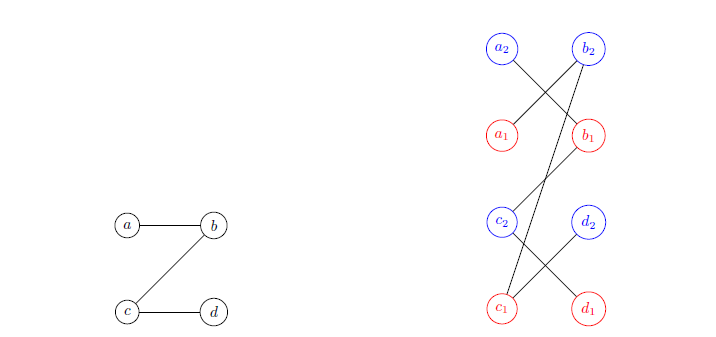 a₂ b₂
a₁ b₁
a b c₂ d₂
c d c₁ d₁